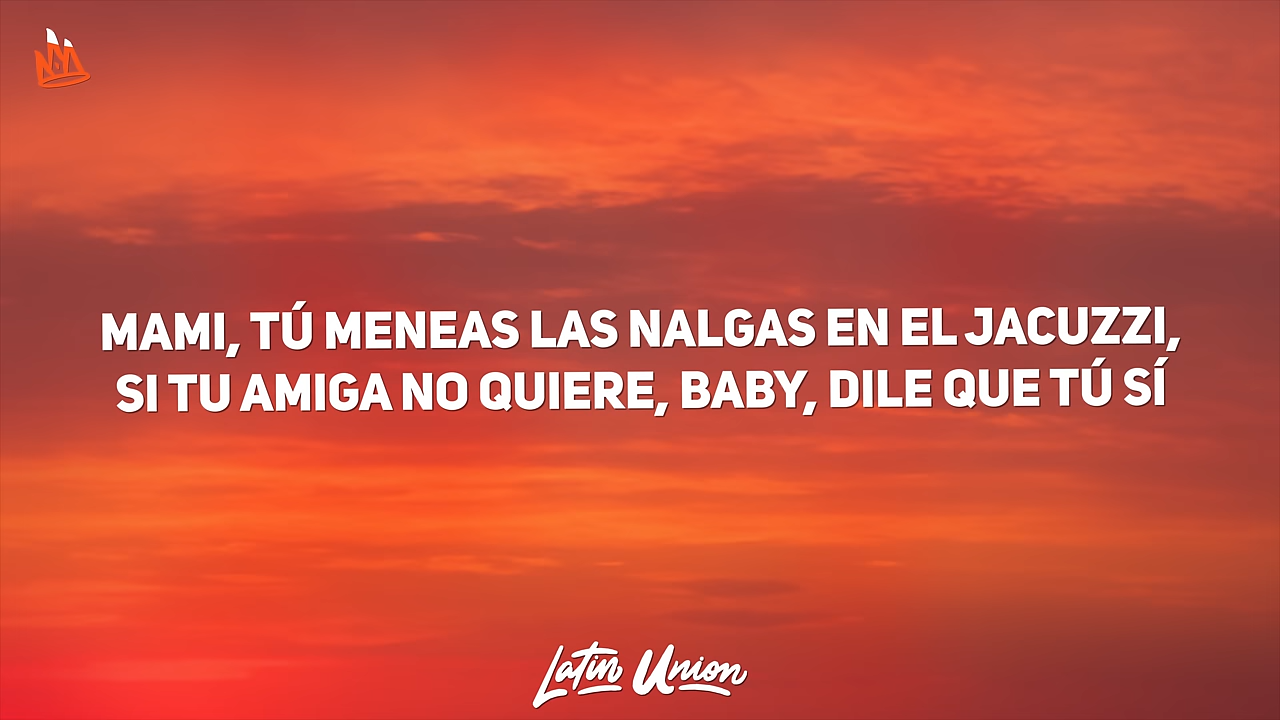 MAMI, TÚ MENEAS LAS NALGAS EN EL JACUZZI,
SI TU AMIGA NO QUIERE, BABY, DILE QUE TÚ SÍ
Latin Union